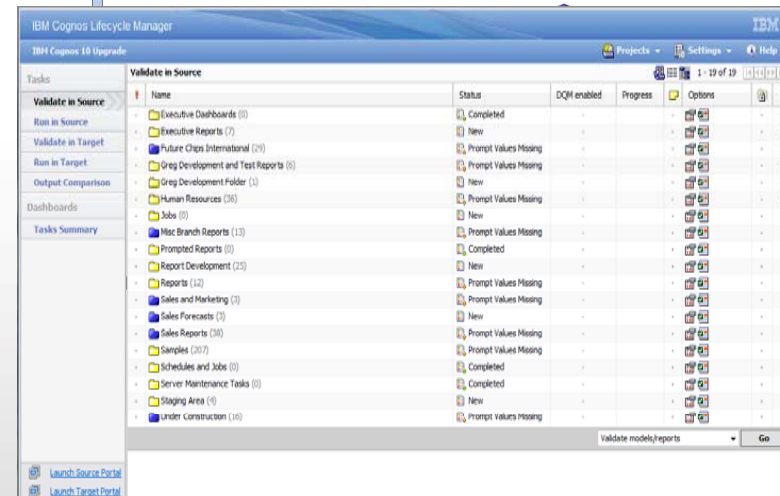 IBM Cognos Lifecycle Manager
IBM
IBM Cognos 10 Upgrade
Projects
Settings
Help
Tasks
Validate in Source
1 - 19 of 19
! Name Status DQM enabled Progress Options
Validate in Source
Run in Source
Validate in Target
Run in Target
Output Comparison
Dashboards
Tasks Summary
Executive Dashboards (0) Completed
Executive Reports (7) New
Future Chips International (29) Prompt Values Missing
Greg Development and Test Reports (6) Prompt Values Missing
Greg Development Folder (1) New
Human Resources (36) Prompt Values Missing
Jobs (0) New
Misc Branch Reports (13) Prompt Values Missing
Prompted Reports (0) Completed
Report Development (25) New
Reports (12) Prompt Values Missing
Sales and Marketing (3) Prompt Values Missing
Sales Forecasts (3) New
Sales Reports (38) Prompt Values Missing
Samples (207) Prompt Values Missing
Schedules and Jobs (0) Completed
Server Maintenance Tasks (0) Completed
Staging Area (4) New
Under Construction (16) Prompt Values Missing
Validate models/reports
Go
Launch Source Portal
Launch Target Portal